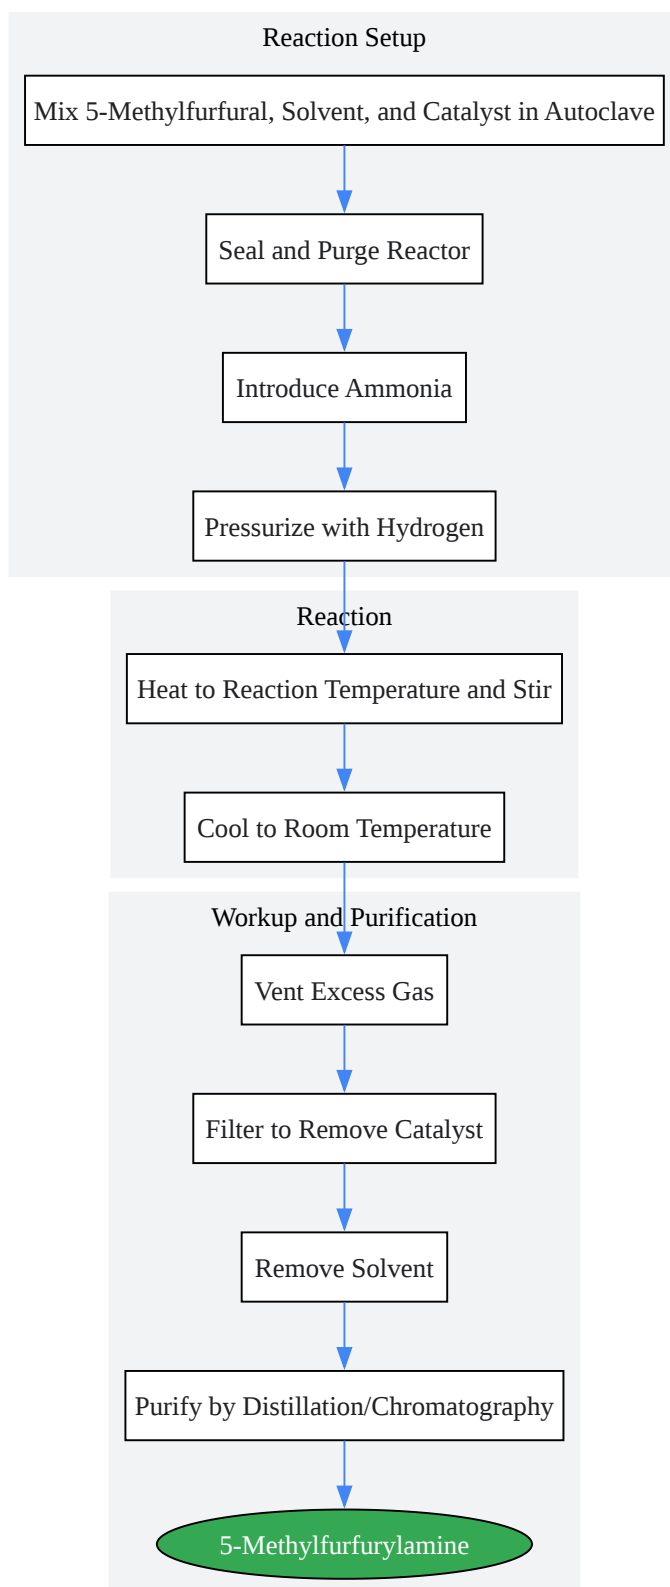 Reaction Setup
Mix 5-Methylfurfural, Solvent, and Catalyst in Autoclave
Seal and Purge Reactor
Introduce Ammonia
Pressurize with Hydrogen
Reaction
Heat to Reaction Temperature and Stir
Cool to Room Temperature
Workup and Purification
Vent Excess Gas
Filter to Remove Catalyst
Remove Solvent
Purify by Distillation/Chromatography
5-Methylfurfurylamine